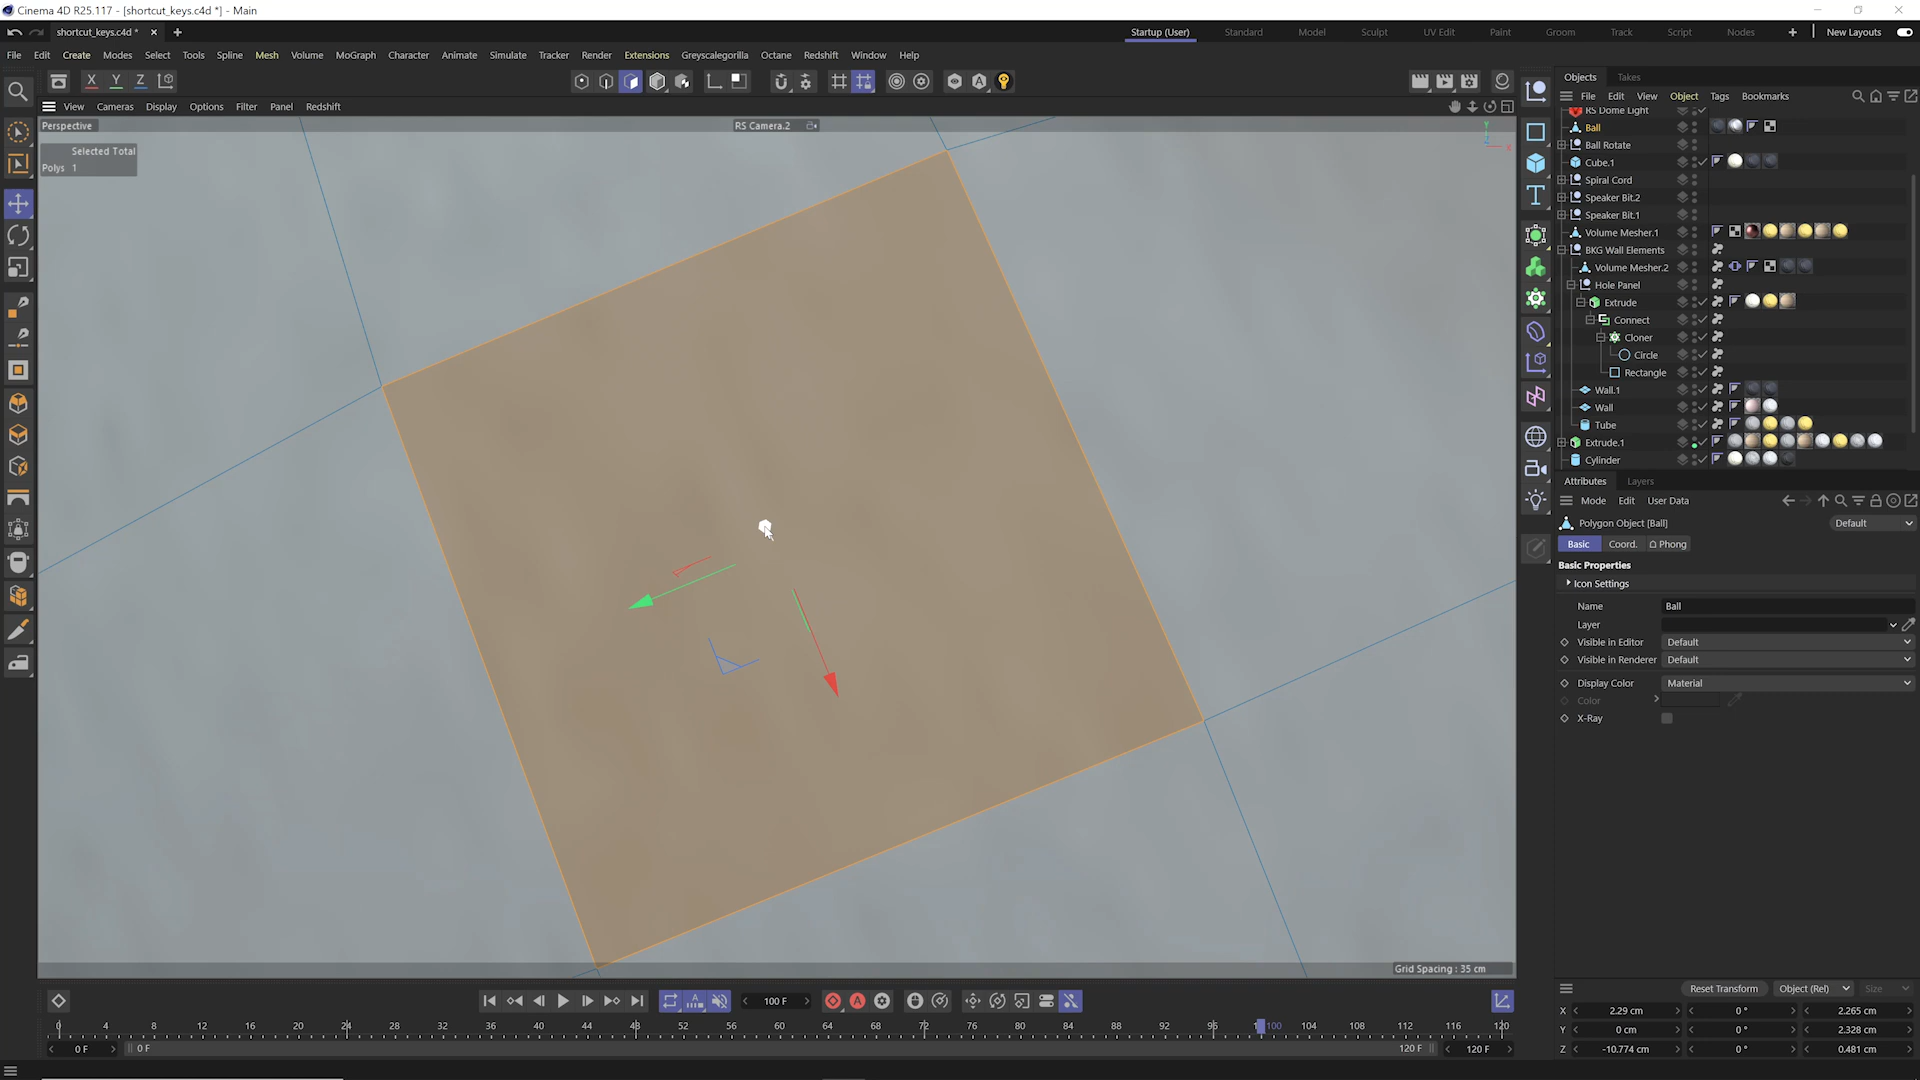 Cinema 4D R25.117 - [shortcut_keys.c4d *] - Main
shortcut_keys.c4d *
Startup (User)
Standard
Model
Sculpt
UV Edit
Paint
Groom
Track
Script
Nodes
New Layouts
File Edit Create Modes Select Tools Spline Mesh Volume MoGraph Character Animate Simulate Tracker Render Extensions Greyscalegorilla Octane Redshift Window Help
X Y Z
View Cameras Display Options Filter Panel Redshift
Perspective
RS Camera.2
Selected Total
Polys 1
Y
Z
X
Grid Spacing : 35 cm
Objects Takes
File Edit View Object Tags Bookmarks
RS Dome Light
Ball
Ball Rotate
Cube.1
Spiral Cord
Speaker Bit.2
Speaker Bit.1
Volume Mesher.1
BKG Wall Elements
Volume Mesher.2
Hole Panel
Extrude
Connect
Cloner
Circle
Rectangle
Wall.1
Wall
Tube
Extrude.1
Cylinder
Attributes Layers
Mode Edit User Data
Polygon Object [Ball]
Default
Basic Coord. Phong
Basic Properties
Icon Settings
Name Ball
Layer
Visible in Editor Default
Visible in Renderer Default
Display Color Material
Color
X-Ray
100 F
0 4 8 12 16 20 24 28 32 36 40 44 48 52 56 60 64 68 72 76 80 84 88 92 96 100 104 108 112 116 120
0 F
0 F
120 F
120 F
Reset Transform
Object (Rel)
Size
X 2.29 cm 0 ° 2.265 cm
Y 0 cm 0 ° 2.328 cm
Z -10.774 cm 0 ° 0.481 cm